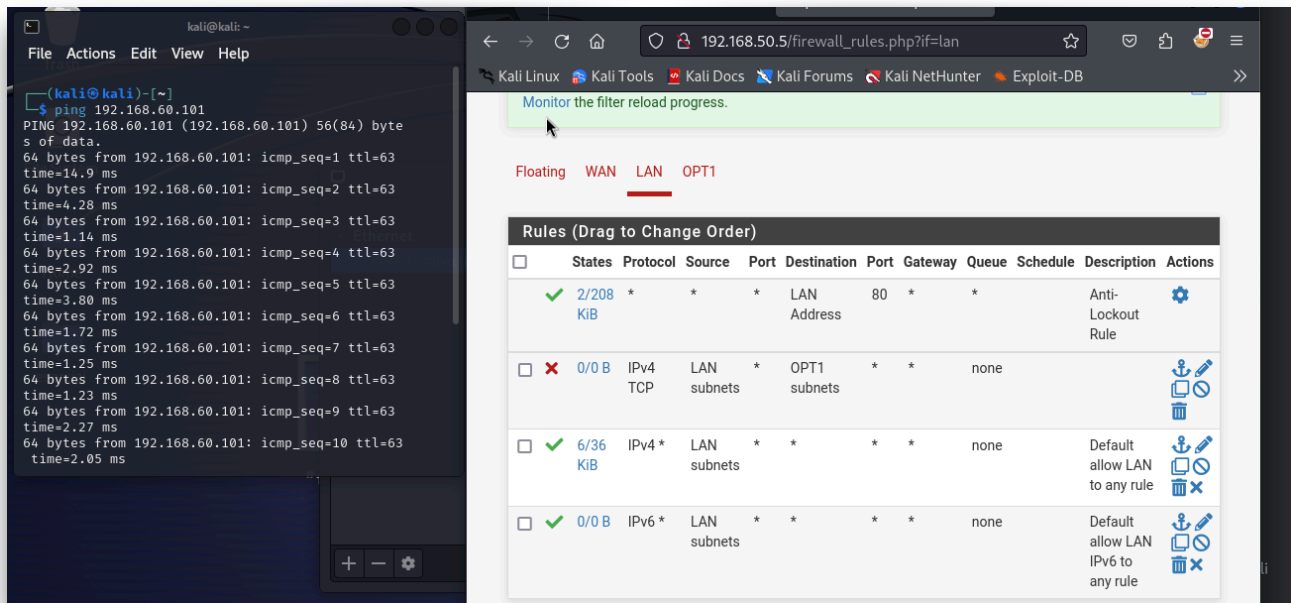 kali@kali: ~
File Actions Edit View Help
┌──(kali㉿kali)-[~]
└─$ ping 192.168.60.101
PING 192.168.60.101 (192.168.60.101) 56(84) byte
s of data.
64 bytes from 192.168.60.101: icmp_seq=1 ttl=63
time=14.9 ms
64 bytes from 192.168.60.101: icmp_seq=2 ttl=63
time=4.28 ms
64 bytes from 192.168.60.101: icmp_seq=3 ttl=63
time=1.14 ms
64 bytes from 192.168.60.101: icmp_seq=4 ttl=63
time=2.92 ms
64 bytes from 192.168.60.101: icmp_seq=5 ttl=63
time=3.80 ms
64 bytes from 192.168.60.101: icmp_seq=6 ttl=63
time=1.72 ms
64 bytes from 192.168.60.101: icmp_seq=7 ttl=63
time=1.25 ms
64 bytes from 192.168.60.101: icmp_seq=8 ttl=63
time=1.23 ms
64 bytes from 192.168.60.101: icmp_seq=9 ttl=63
time=2.27 ms
64 bytes from 192.168.60.101: icmp_seq=10 ttl=63
time=2.05 ms
192.168.50.5/firewall_rules.php?if=lan
Kali Linux Kali Tools Kali Docs Kali Forums Kali NetHunter Exploit-DB
Monitor the filter reload progress.
Floating WAN LAN OPT1
Rules (Drag to Change Order)
States Protocol Source Port Destination Port Gateway Queue Schedule Description Actions
2/208 * * * LAN 80 * * Anti-
KiB Address Lockout
Rule
0/0 B IPv4 LAN * OPT1 * * none
TCP subnets subnets
6/36 IPv4 * LAN * * * * none Default
KiB subnets allow LAN
to any rule
0/0 B IPv6 * LAN * * * * none Default
subnets allow LAN
IPv6 to
any rule